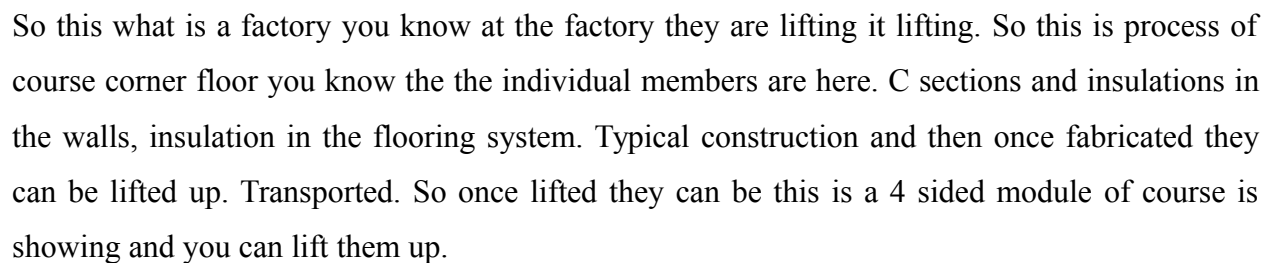 So this what is a factory you know at the factory they are lifting it lifting. So this is process of
course corner floor you know the the individual members are here. C sections and insulations in
the walls, insulation in the flooring system. Typical construction and then once fabricated they
can be lifted up. Transported. So once lifted they can be this is a 4 sided module of course is
showing and you can lift them up.